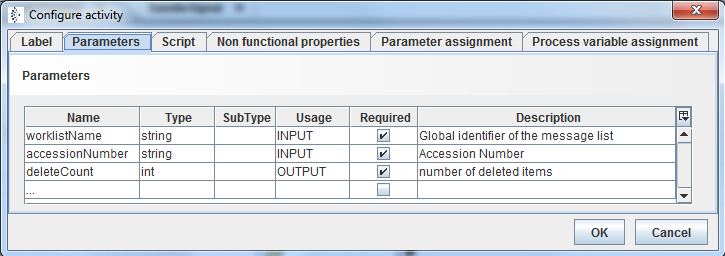 Configure activity
Label Parameters Script Non functional properties Parameter assignment Process variable assignment
Parameters
Name Type SubType Usage Required Description
worklistName string INPUT Global identifier of the message list
accessionNumber string INPUT Accession Number
deleteCount int OUTPUT number of deleted items
...
OK Cancel